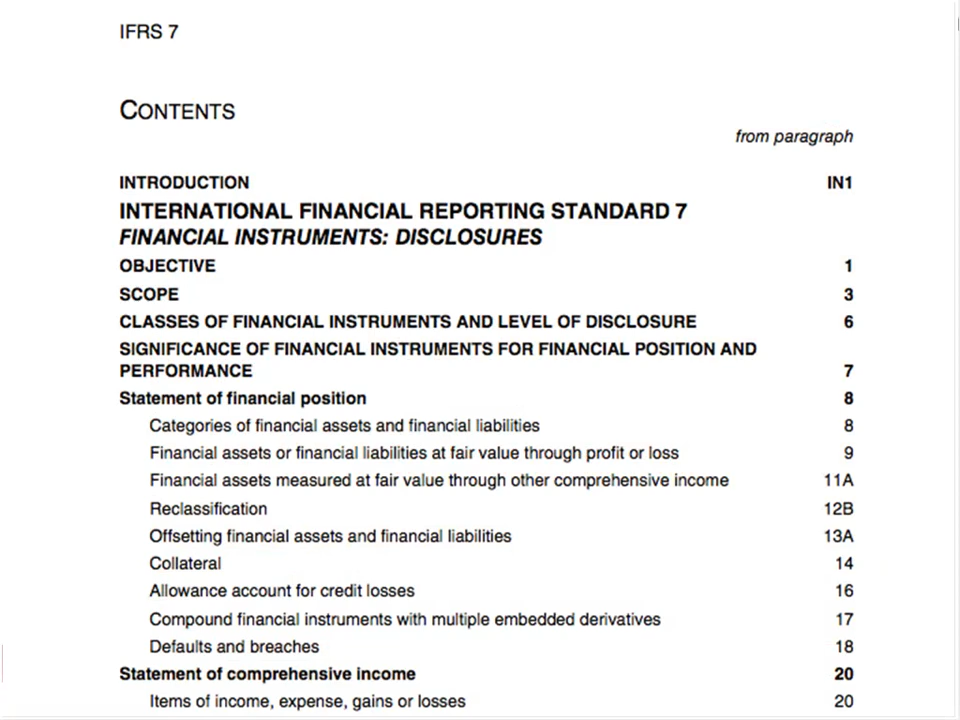 IFRS 7
CONTENTS
from paragraph
INTRODUCTION IN1
INTERNATIONAL FINANCIAL REPORTING STANDARD 7
FINANCIAL INSTRUMENTS: DISCLOSURES
OBJECTIVE 1
SCOPE 3
CLASSES OF FINANCIAL INSTRUMENTS AND LEVEL OF DISCLOSURE 6
SIGNIFICANCE OF FINANCIAL INSTRUMENTS FOR FINANCIAL POSITION AND
PERFORMANCE 7
Statement of financial position 8
Categories of financial assets and financial liabilities 8
Financial assets or financial liabilities at fair value through profit or loss 9
Financial assets measured at fair value through other comprehensive income 11A
Reclassification 12B
Offsetting financial assets and financial liabilities 13A
Collateral 14
Allowance account for credit losses 16
Compound financial instruments with multiple embedded derivatives 17
Defaults and breaches 18
Statement of comprehensive income 20
Items of income, expense, gains or losses 20